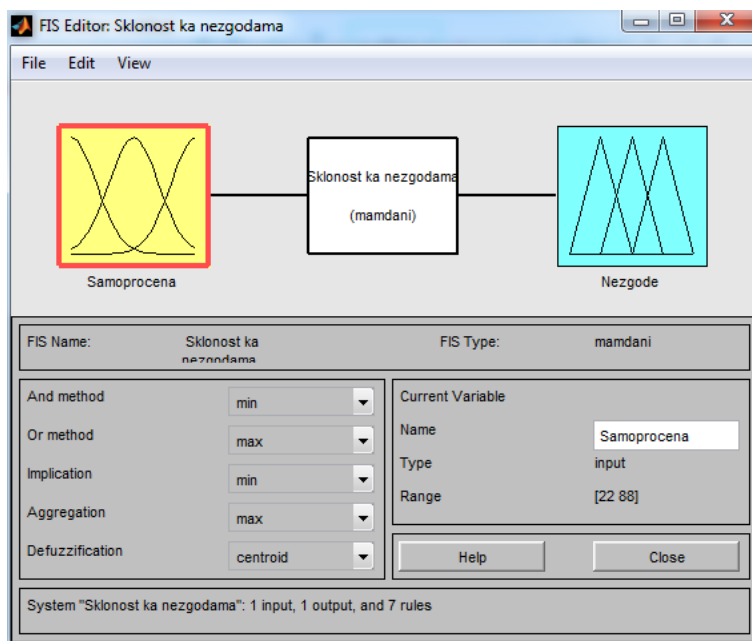 FIS Editor: Sklonost ka nezgodama
File Edit View
Sklonost ka nezgodama
(mamdani)
Samoprocena
Nezgode
FIS Name: Sklonost ka nezgodama FIS Type: mamdani
And method min
Or method max
Implication min
Aggregation max
Defuzzification centroid
Current Variable
Name Samoprocena
Type input
Range [22 88]
Help Close
System "Sklonost ka nezgodama": 1 input, 1 output, and 7 rules